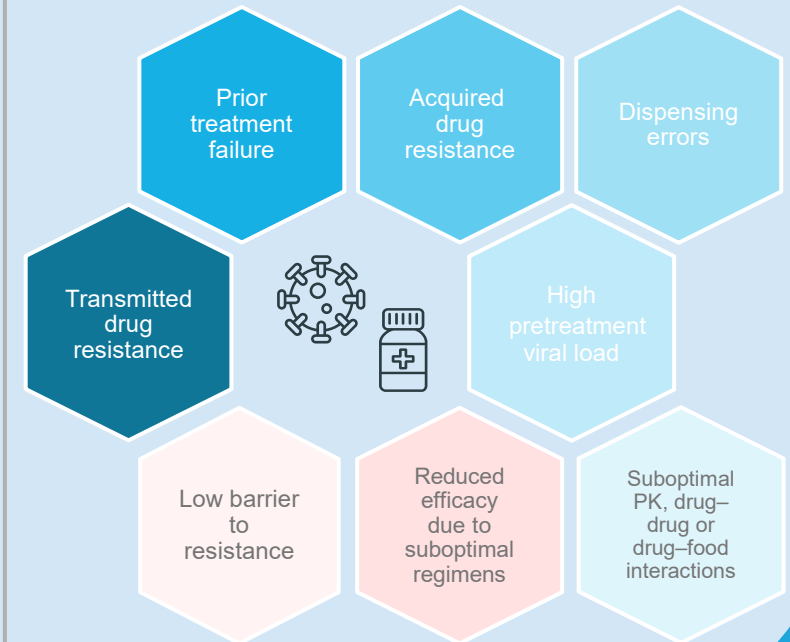 Prior
treatment
failure
Acquired
drug
resistance
Dispensing
errors
Transmitted
drug
resistance
High
pretreatment
viral load
Low barrier
to
resistance
Reduced
efficacy
due to
suboptimal
regimens
Suboptimal
PK, drug–
drug or
drug–food
interactions